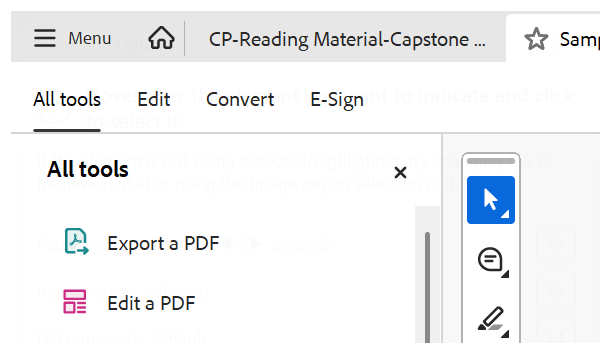 Menu
CP-Reading Material-Capstone ...
Samp
All tools
Edit
Convert
E-Sign
All tools
Export a PDF
Edit a PDF